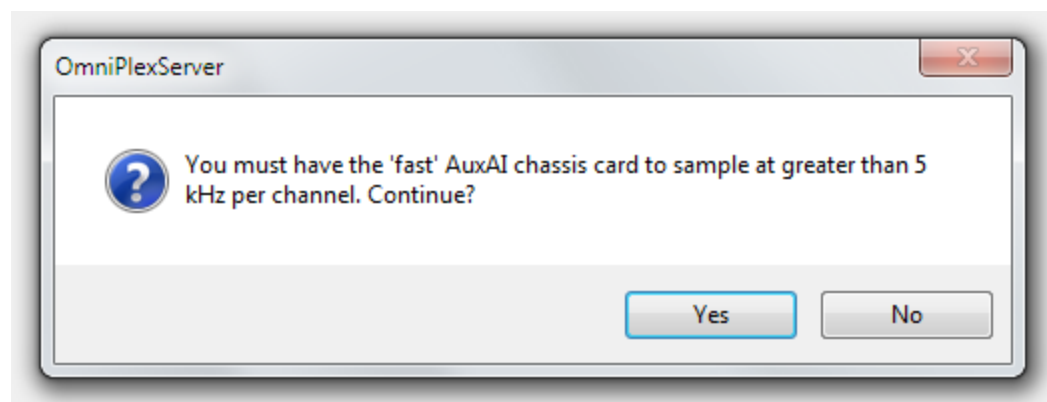 OmniPlexServer
You must have the 'fast' AuxAI chassis card to sample at greater than 5
kHz per channel. Continue?
Yes
No